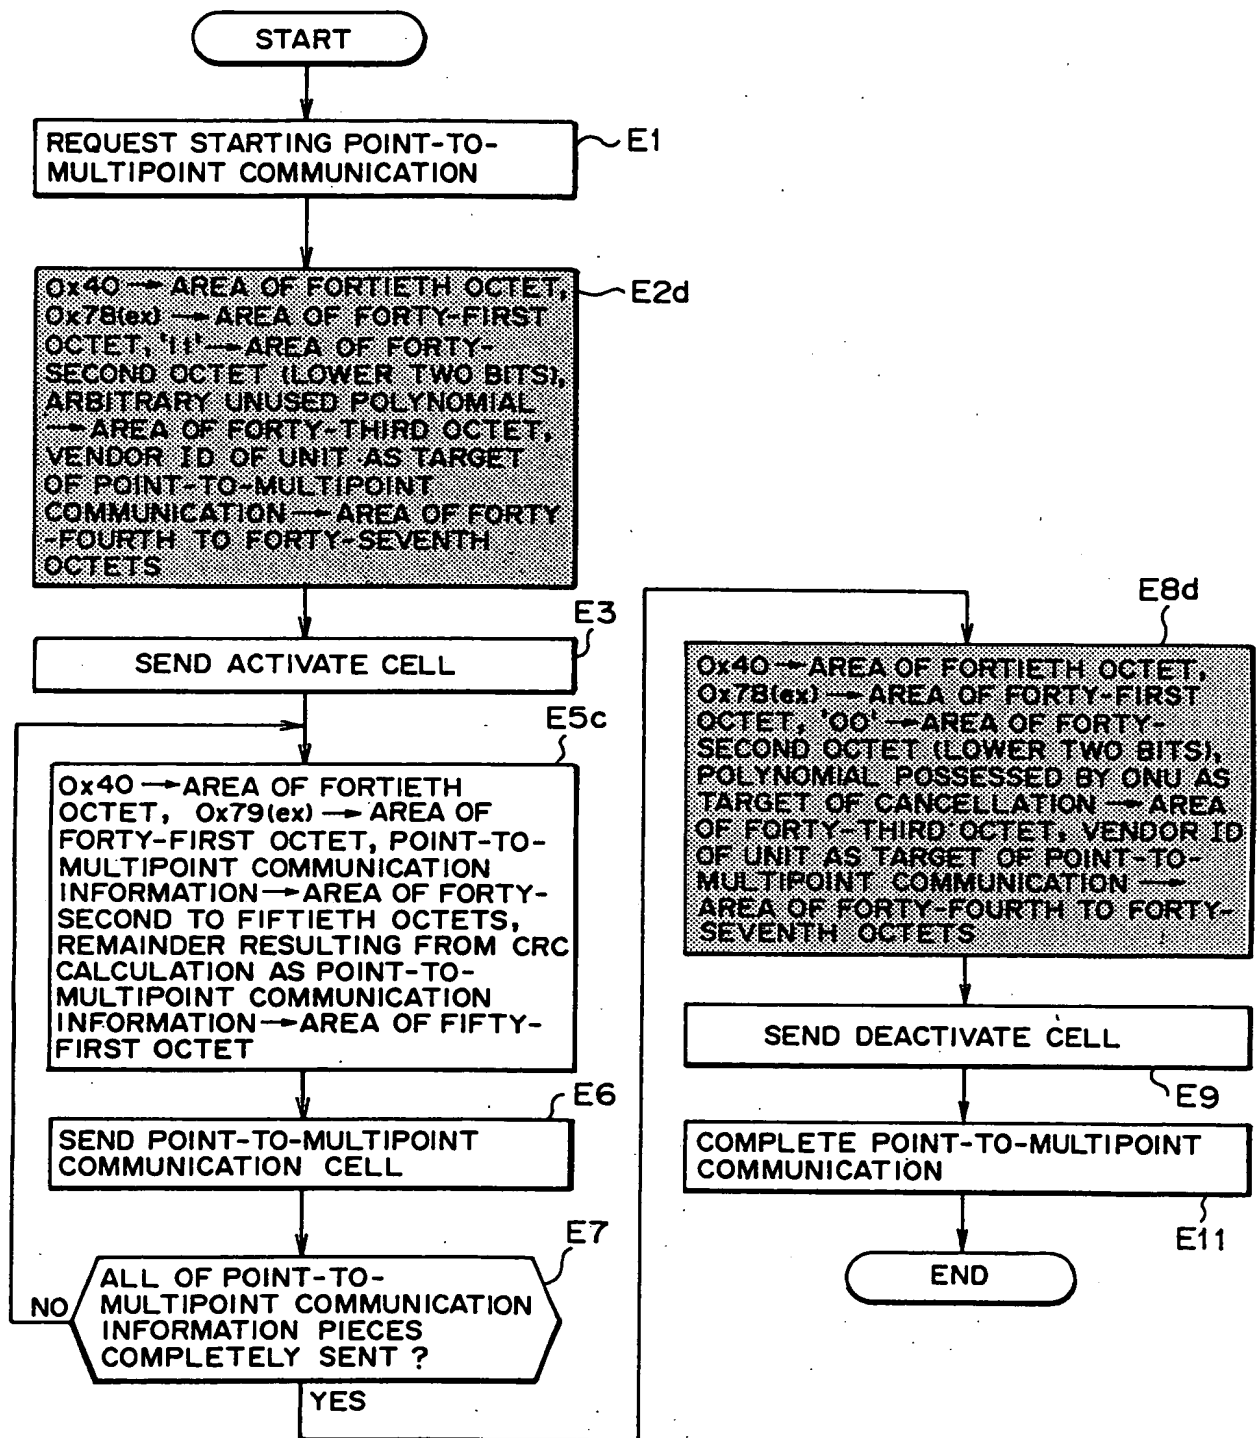 START
REQUEST STARTING POINT-TO-
MULTIPOINT COMMUNICATION
E1
0x40 → AREA OF FORTIETH OCTET,
0x78(ex) → AREA OF FORTY-FIRST
OCTET, '11' → AREA OF FORTY-
SECOND OCTET (LOWER TWO BITS),
ARBITRARY UNUSED POLYNOMIAL
→ AREA OF FORTY-THIRD OCTET,
VENDOR ID OF UNIT AS TARGET
OF POINT-TO-MULTIPOINT
COMMUNICATION → AREA OF FORTY
-FOURTH TO FORTY-SEVENTH
OCTETS
E2d
E3
SEND ACTIVATE CELL
E5c
0x40 → AREA OF FORTIETH
OCTET, 0x79(ex) → AREA OF
FORTY-FIRST OCTET, POINT-TO-
MULTIPOINT COMMUNICATION
INFORMATION → AREA OF FORTY-
SECOND TO FIFTIETH OCTETS,
REMAINDER RESULTING FROM CRC
CALCULATION AS POINT-TO-
MULTIPOINT COMMUNICATION
INFORMATION → AREA OF FIFTY-
FIRST OCTET
E6
SEND POINT-TO-MULTIPOINT
COMMUNICATION CELL
E7
ALL OF POINT-TO-
MULTIPOINT COMMUNICATION
INFORMATION PIECES
COMPLETELY SENT ?
NO
YES
E8d
0x40 → AREA OF FORTIETH OCTET,
0x78(ex) → AREA OF FORTY-FIRST
OCTET, '00' → AREA OF FORTY-
SECOND OCTET (LOWER TWO BITS),
POLYNOMIAL POSSESSED BY ONU AS
TARGET OF CANCELLATION → AREA
OF FORTY-THIRD OCTET, VENDOR ID
OF UNIT AS TARGET OF POINT-TO-
MULTIPOINT COMMUNICATION →
AREA OF FORTY-FOURTH TO FORTY-
SEVENTH OCTETS
SEND DEACTIVATE CELL
E9
COMPLETE POINT-TO-MULTIPOINT
COMMUNICATION
E11
END